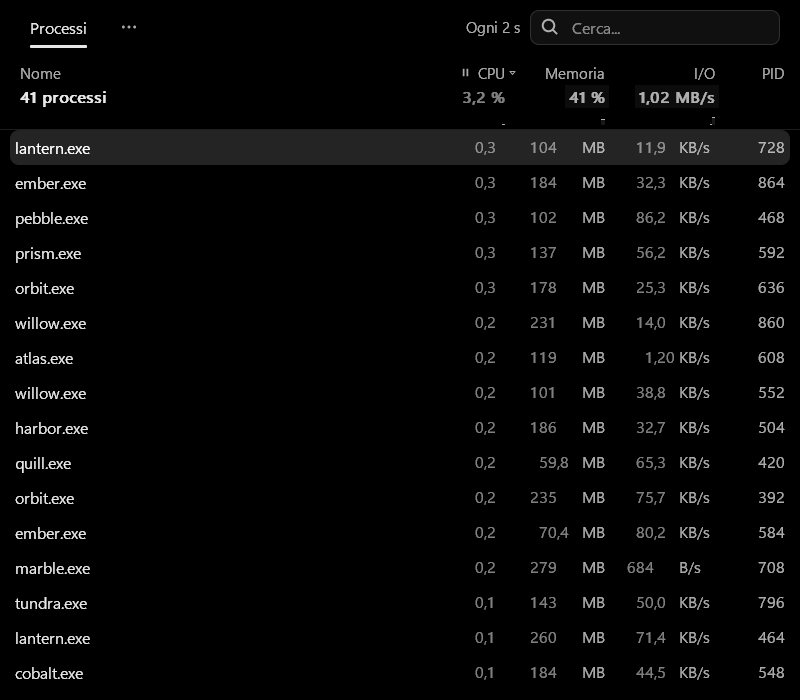 Processi ··· Ogni 2 s Cerca...
Nome CPU Memoria I/O PID
41 processi 3,2 % 41 % 1,02 MB/s
lantern.exe 0,3 104 MB 11,9 KB/s 728
ember.exe 0,3 184 MB 32,3 KB/s 864
pebble.exe 0,3 102 MB 86,2 KB/s 468
prism.exe 0,3 137 MB 56,2 KB/s 592
orbit.exe 0,3 178 MB 25,3 KB/s 636
willow.exe 0,2 231 MB 14,0 KB/s 860
atlas.exe 0,2 119 MB 1,20 KB/s 608
willow.exe 0,2 101 MB 38,8 KB/s 552
harbor.exe 0,2 186 MB 32,7 KB/s 504
quill.exe 0,2 59,8 MB 65,3 KB/s 420
orbit.exe 0,2 235 MB 75,7 KB/s 392
ember.exe 0,2 70,4 MB 80,2 KB/s 584
marble.exe 0,2 279 MB 684 B/s 708
tundra.exe 0,1 143 MB 50,0 KB/s 796
lantern.exe 0,1 260 MB 71,4 KB/s 464
cobalt.exe 0,1 184 MB 44,5 KB/s 548